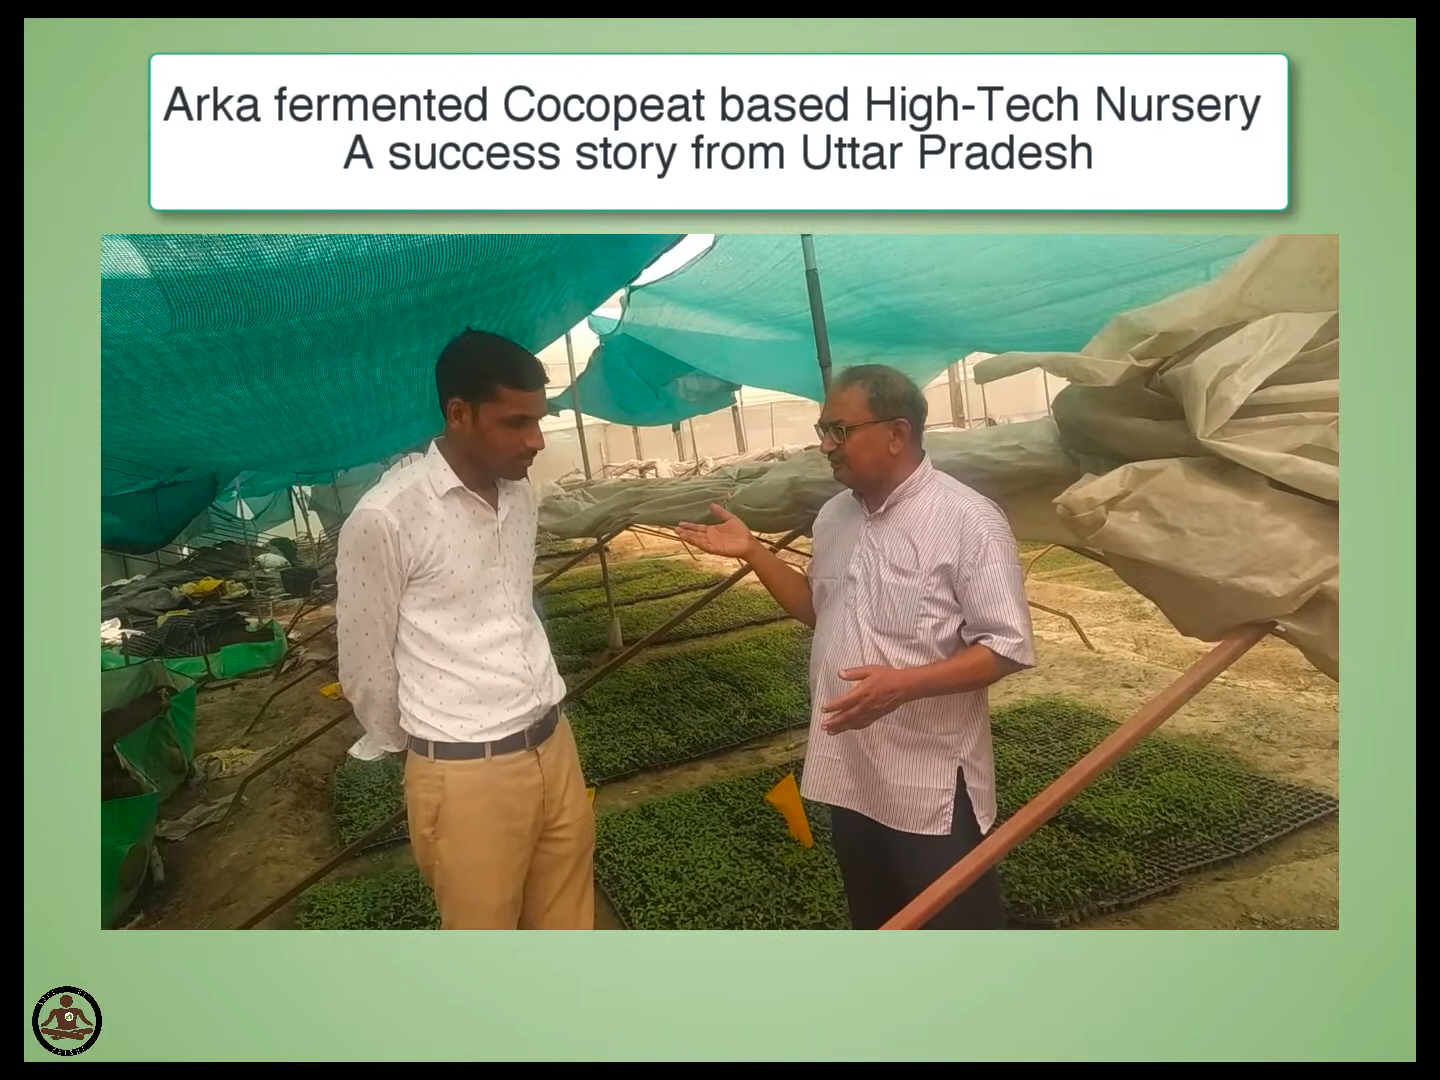 Arka fermented Cocopeat based High-Tech Nursery
A success story from Uttar Pradesh